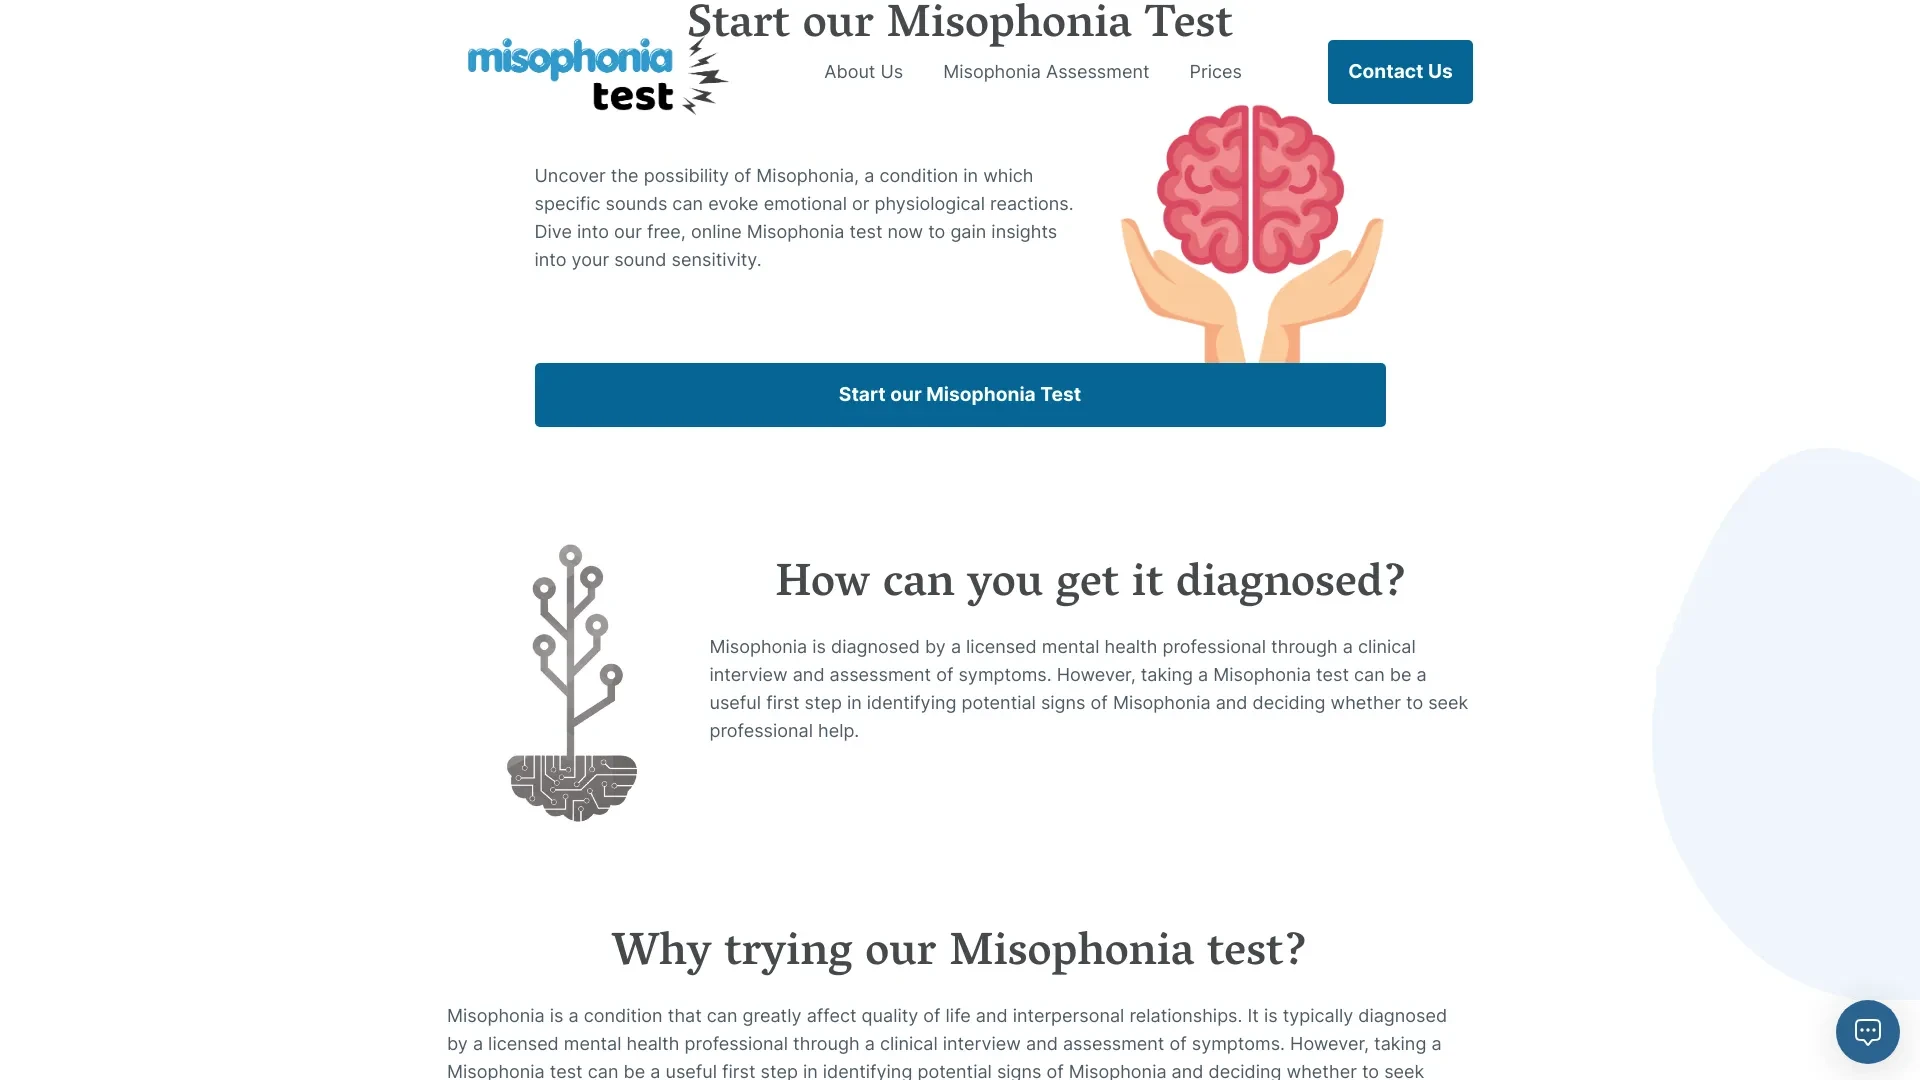 Start our Misophonia Test
misophonia
test
About Us
Misophonia Assessment
Prices
Contact Us
Uncover the possibility of Misophonia, a condition in which
specific sounds can evoke emotional or physiological reactions.
Dive into our free, online Misophonia test now to gain insights
into your sound sensitivity.
Start our Misophonia Test
How can you get it diagnosed?
Misophonia is diagnosed by a licensed mental health professional through a clinical
interview and assessment of symptoms. However, taking a Misophonia test can be a
useful first step in identifying potential signs of Misophonia and deciding whether to seek
professional help.
Why trying our Misophonia test?
Misophonia is a condition that can greatly affect quality of life and interpersonal relationships. It is typically diagnosed
by a licensed mental health professional through a clinical interview and assessment of symptoms. However, taking a
Misophonia test can be a useful first step in identifying potential signs of Misophonia and deciding whether to seek